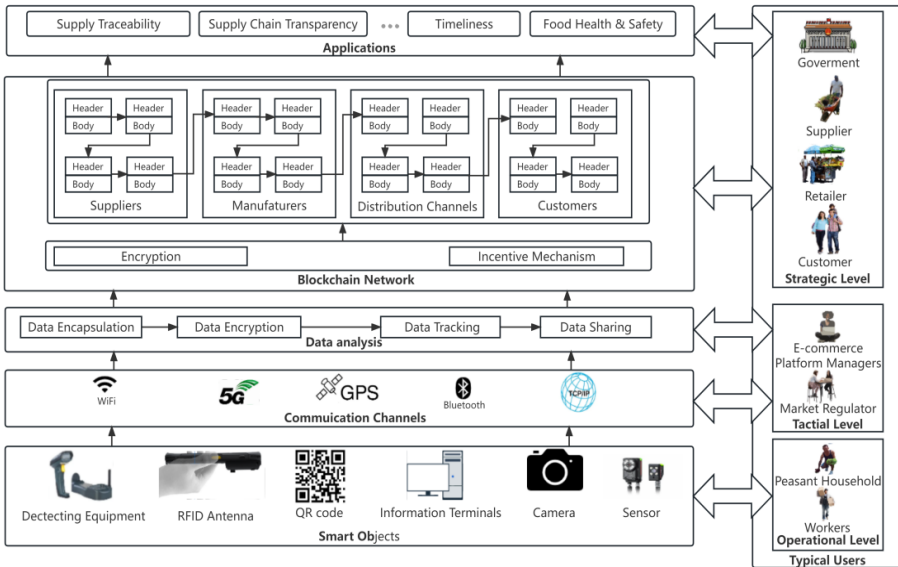 Supply Traceability
Supply Chain Transparency
Timeliness
Food Health & Safety
Applications
Header Header Header Header Header Header Header Header
Body Body Body Body Body Body Body Body
Header Header Header Header Header Header Header Header
Body Body Body Body Body Body Body Body
Suppliers
Manufaturers
Distribution Channels
Customers
Encryption
Incentive Mechanism
Blockchain Network
Data Encapsulation
Data Encryption
Data Tracking
Data Sharing
Data analysis
WiFi
5G
GPS
Bluetooth
TCP/IP
Commuication Channels
Dectecting Equipment
RFID Antenna
QR code
Information Terminals
Camera
Sensor
Smart Objects
Goverment
Supplier
Retailer
Customer
Strategic Level
E-commerce
Platform Managers
Market Regulator
Tactial Level
Peasant Household
Workers
Operational Level
Typical Users